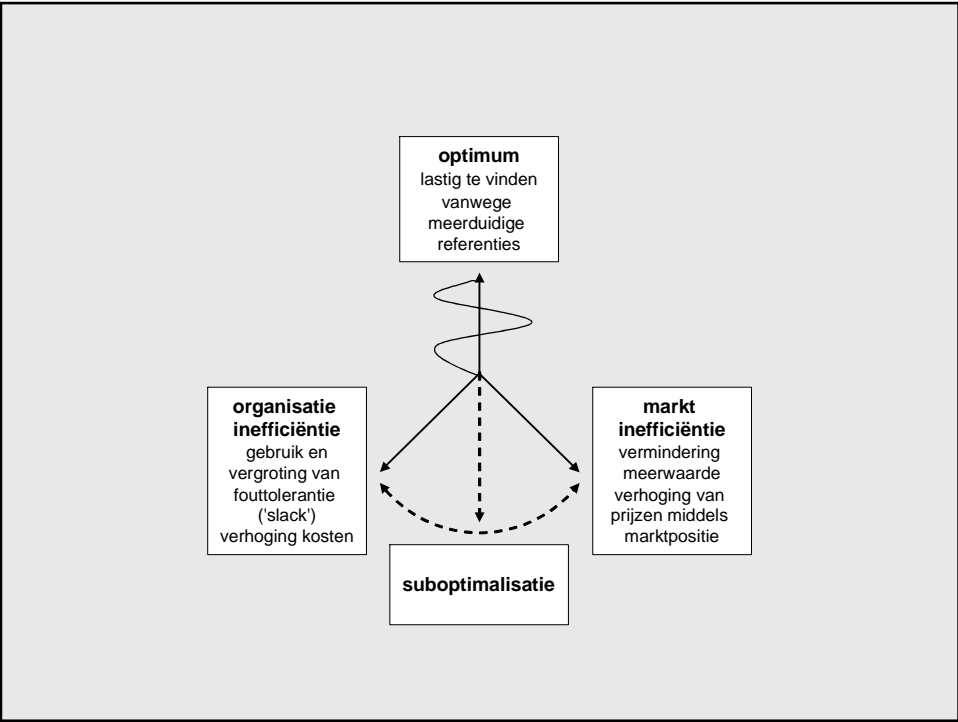 optimum
lastig te vinden
vanwege
meerduidige
referenties
organisatie
inefficiëntie
gebruik en
vergroting van
fouttolerantie
('slack')
verhoging kosten
markt
inefficiëntie
vermindering
meerwaarde
verhoging van
prijzen middels
marktpositie
suboptimalisatie